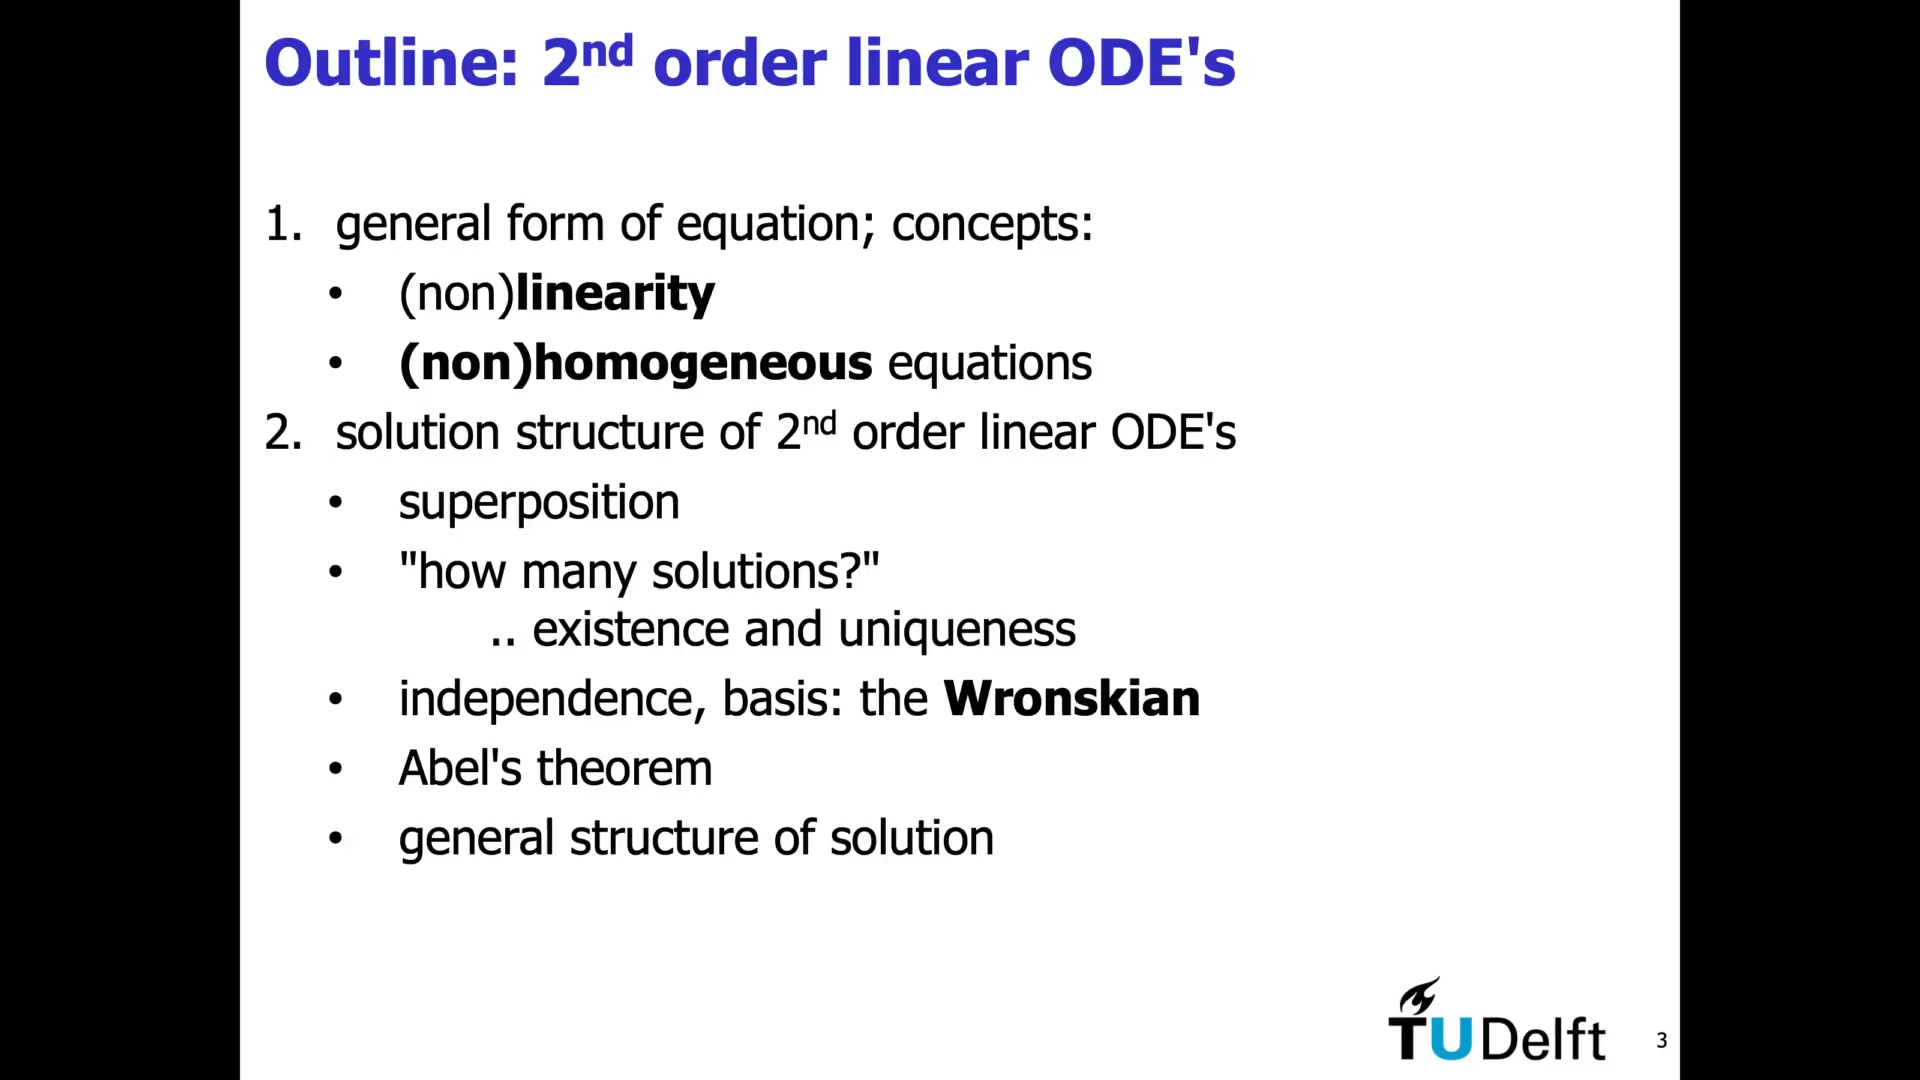 Outline: 2nd order linear ODE's
1. general form of equation; concepts:
• (non)linearity
• (non)homogeneous equations
2. solution structure of 2nd order linear ODE's
• superposition
• "how many solutions?"
.. existence and uniqueness
• independence, basis: the Wronskian
• Abel's theorem
• general structure of solution
TUDelft
3